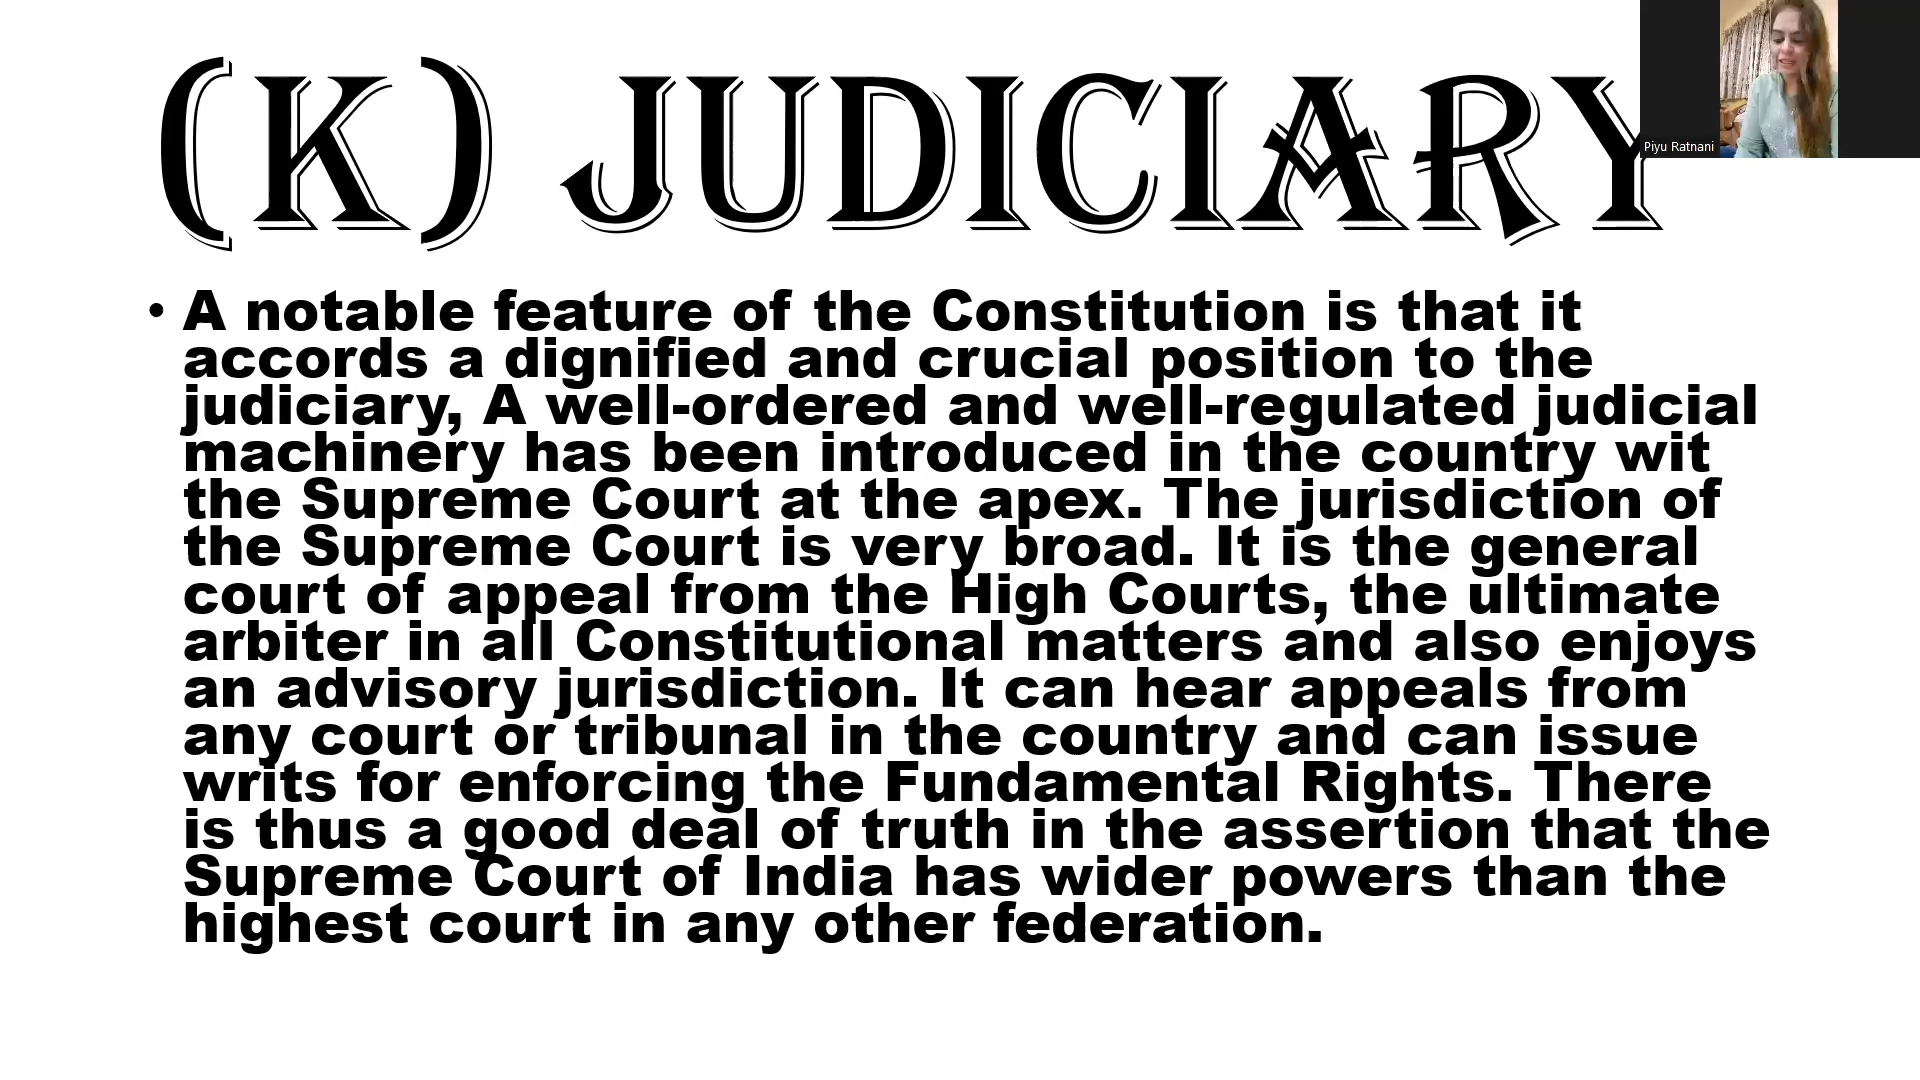 (K) JUDICIARY
Piyu Ratnani
• A notable feature of the Constitution is that it
accords a dignified and crucial position to the
judiciary, A well-ordered and well-regulated judicial
machinery has been introduced in the country wit
the Supreme Court at the apex. The jurisdiction of
the Supreme Court is very broad. It is the general
court of appeal from the High Courts, the ultimate
arbiter in all Constitutional matters and also enjoys
an advisory jurisdiction. It can hear appeals from
any court or tribunal in the country and can issue
writs for enforcing the Fundamental Rights. There
is thus a good deal of truth in the assertion that the
Supreme Court of India has wider powers than the
highest court in any other federation.